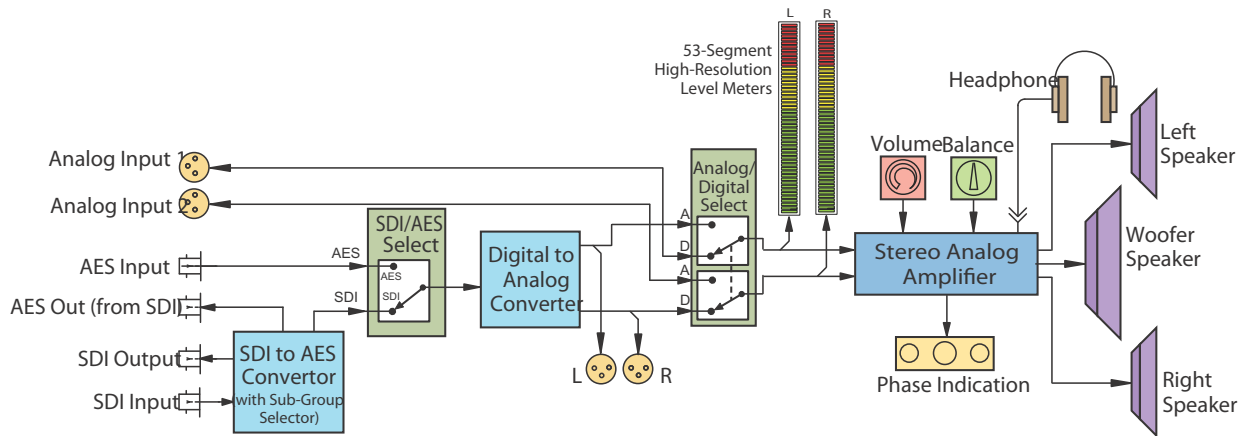 L
R
53-Segment
High-Resolution
Level Meters
Headphone
Left
Speaker
Volume
Balance
Analog Input 1
Analog Input 2
Analog/
Digital
Select
A
D
A
D
SDI/AES
Select
AES
AES
SDI
SDI
AES Input
AES Out (from SDI)
SDI Output
SDI Input
SDI to AES
Convertor
(with Sub-Group
Selector)
Digital to
Analog
Converter
L
R
Stereo Analog
Amplifier
Woofer
Speaker
Phase Indication
Right
Speaker